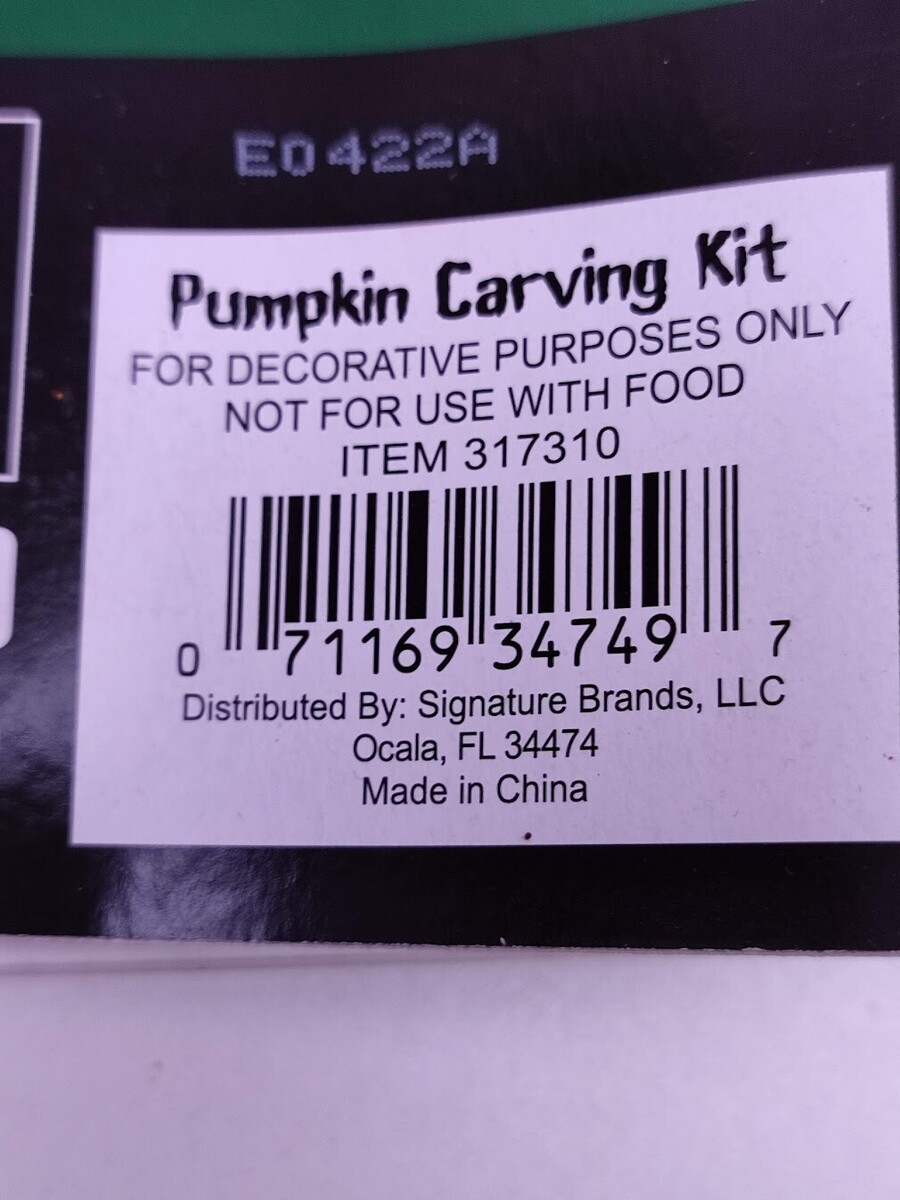 E0422A
Pumpkin Carving Kit
FOR DECORATIVE PURPOSES ONLY
NOT FOR USE WITH FOOD
ITEM 317310
0 71169 34749 7
Distributed By: Signature Brands, LLC
Ocala, FL 34474
Made in China